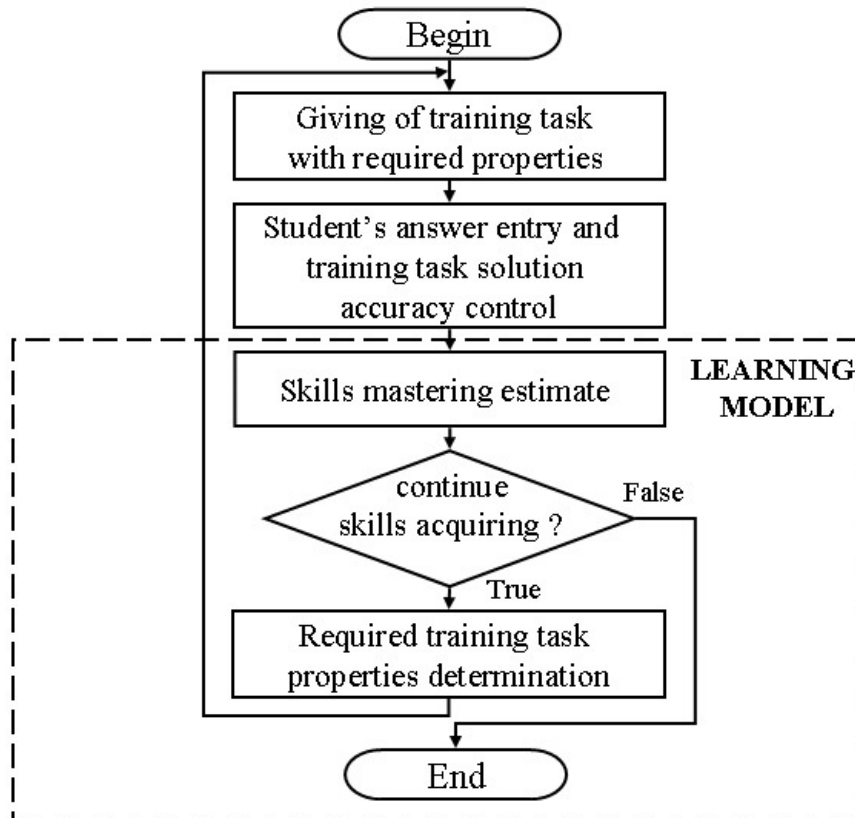 Begin
Giving of training task
with required properties
Student's answer entry and
training task solution
accuracy control
LEARNING
MODEL
Skills mastering estimate
continue
skills acquiring ?
False
True
Required training task
properties determination
End